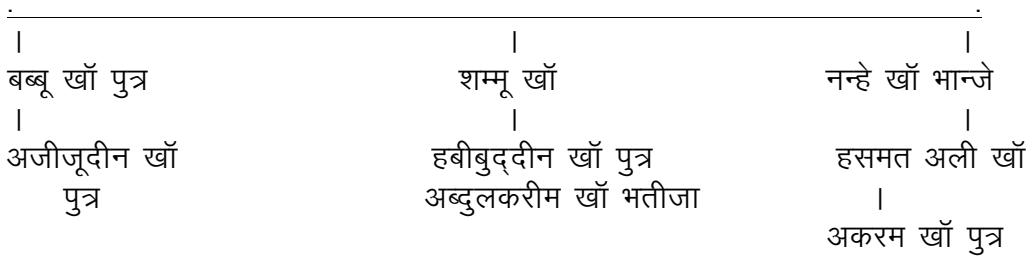 बब्बू खॉ पुत्र शम्मू खॉ नन्हे खॉ भान्जे
अजीजूदीन खॉ हबीबुद्दीन खॉ पुत्र हसमत अली खॉ
पुत्र अब्दुलकरीम खॉ भतीजा
अकरम खॉ पुत्र